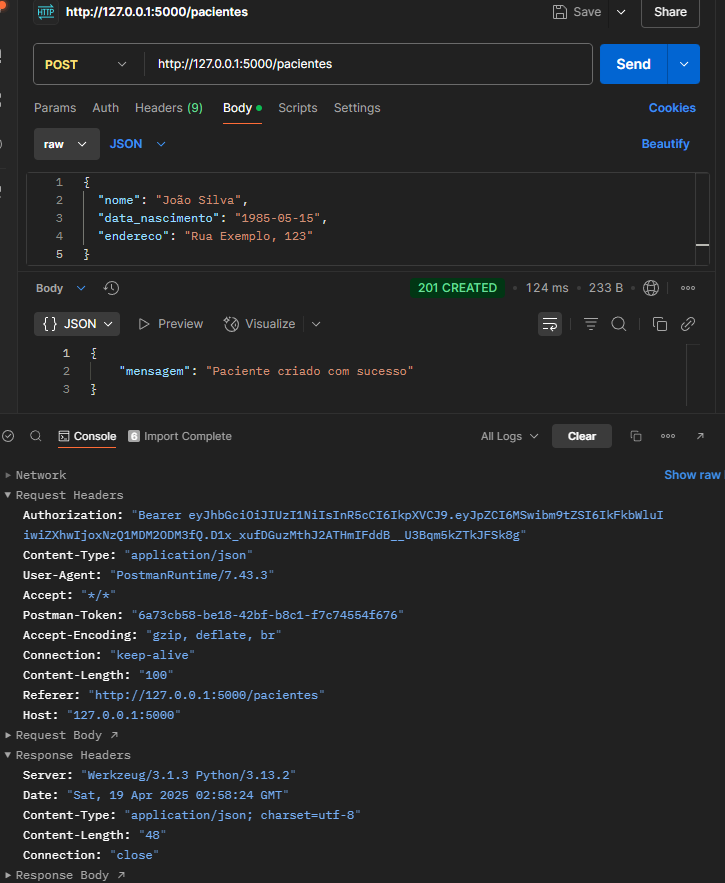 HTTP http://127.0.0.1:5000/pacientes Save Share
POST http://127.0.0.1:5000/pacientes Send
Params Auth Headers (9) Body Scripts Settings Cookies
raw JSON Beautify
1 {
2 "nome": "João Silva",
3 "data_nascimento": "1985-05-15",
4 "endereco": "Rua Exemplo, 123"
5 }
Body 201 CREATED 124 ms 233 B
{} JSON Preview Visualize
1 {
2 "mensagem": "Paciente criado com sucesso"
3 }
Console 6 Import Complete All Logs Clear
Network Show raw
Request Headers
Authorization: "Bearer eyJhbGciOiJIUzI1NiIsInR5cCI6IkpXVCJ9.eyJpZCI6MSwibm9tZSI6IkFkbWluI
iwiZXhwIjoxNzQ1MDM2ODM3fQ.D1x_xufDGuzMthJ2ATHmIFddB__U3Bqm5kZTkJFSk8g"
Content-Type: "application/json"
User-Agent: "PostmanRuntime/7.43.3"
Accept: "*/*"
Postman-Token: "6a73cb58-be18-42bf-b8c1-f7c74554f676"
Accept-Encoding: "gzip, deflate, br"
Connection: "keep-alive"
Content-Length: "100"
Referer: "http://127.0.0.1:5000/pacientes"
Host: "127.0.0.1:5000"
Request Body
Response Headers
Server: "Werkzeug/3.1.3 Python/3.13.2"
Date: "Sat, 19 Apr 2025 02:58:24 GMT"
Content-Type: "application/json; charset=utf-8"
Content-Length: "48"
Connection: "close"
Response Body